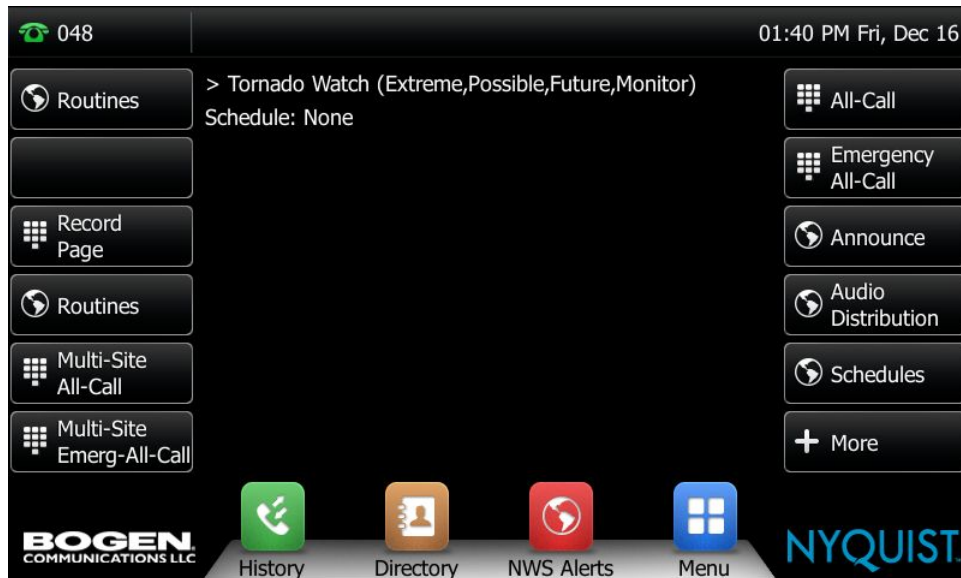 048
01:40 PM Fri, Dec 16
Routines
> Tornado Watch (Extreme,Possible,Future,Monitor)
Schedule: None
All-Call
Emergency
All-Call
Record
Page
Announce
Routines
Audio
Distribution
Multi-Site
All-Call
Schedules
Multi-Site
Emerg-All-Call
More
BOGEN
COMMUNICATIONS LLC
History
Directory
NWS Alerts
Menu
NYQUIST